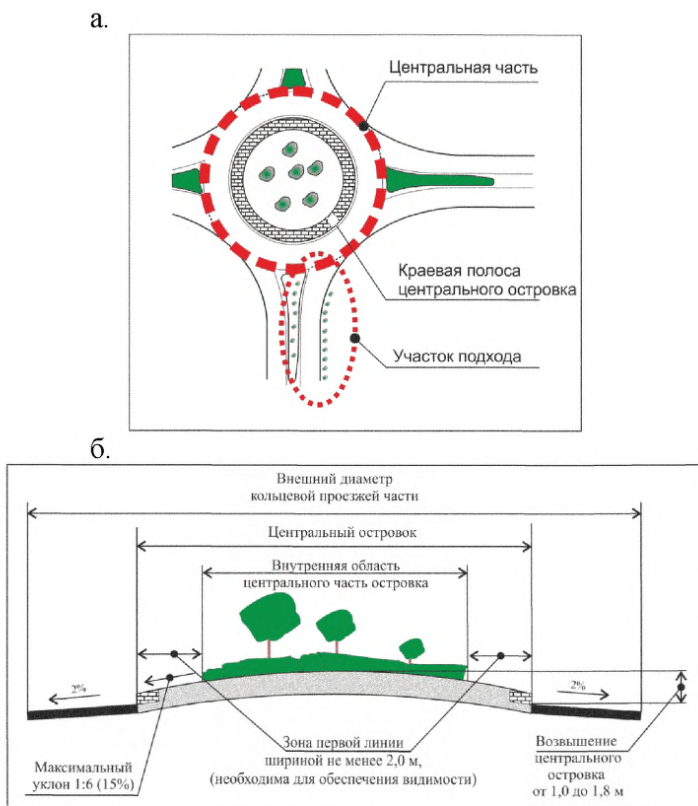 а.
Центральная часть
Краевая полоса
центрального островка
Участок подхода
б.
Внешний диаметр
кольцевой проезжей части
Центральный островок
Внутренняя область
центрального часть островка
2%
2%
Зона первой линии
шириной не менее 2,0 м,
(необходима для обеспечения видимости)
Максимальный
уклон 1:6 (15%)
Возвышение
центрального
островка
от 1,0 до 1,8 м